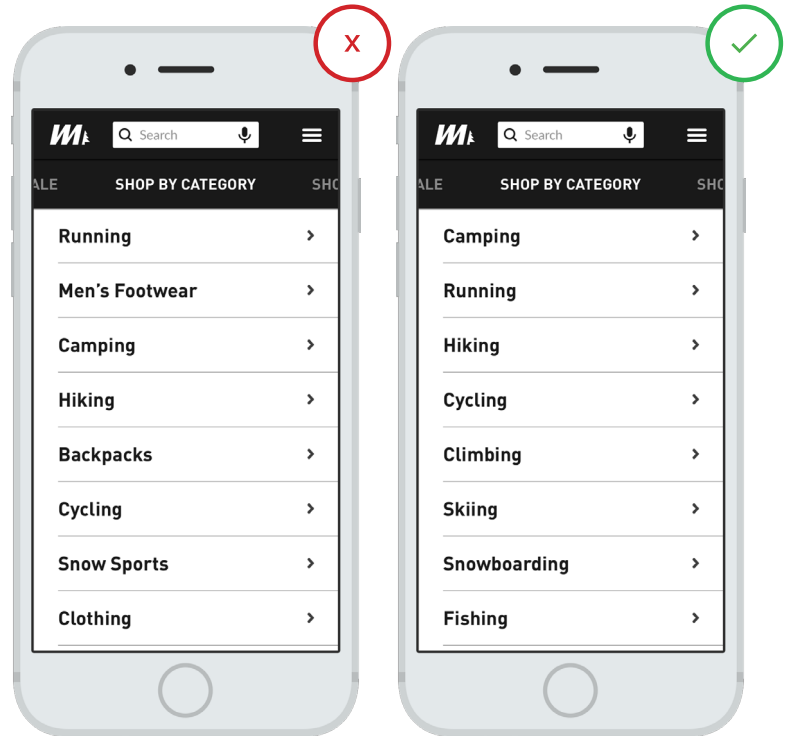 X
Search
ALE SHOP BY CATEGORY SHO
Running
Men's Footwear
Camping
Hiking
Backpacks
Cycling
Snow Sports
Clothing
Search
ALE SHOP BY CATEGORY SHO
Camping
Running
Hiking
Cycling
Climbing
Skiing
Snowboarding
Fishing